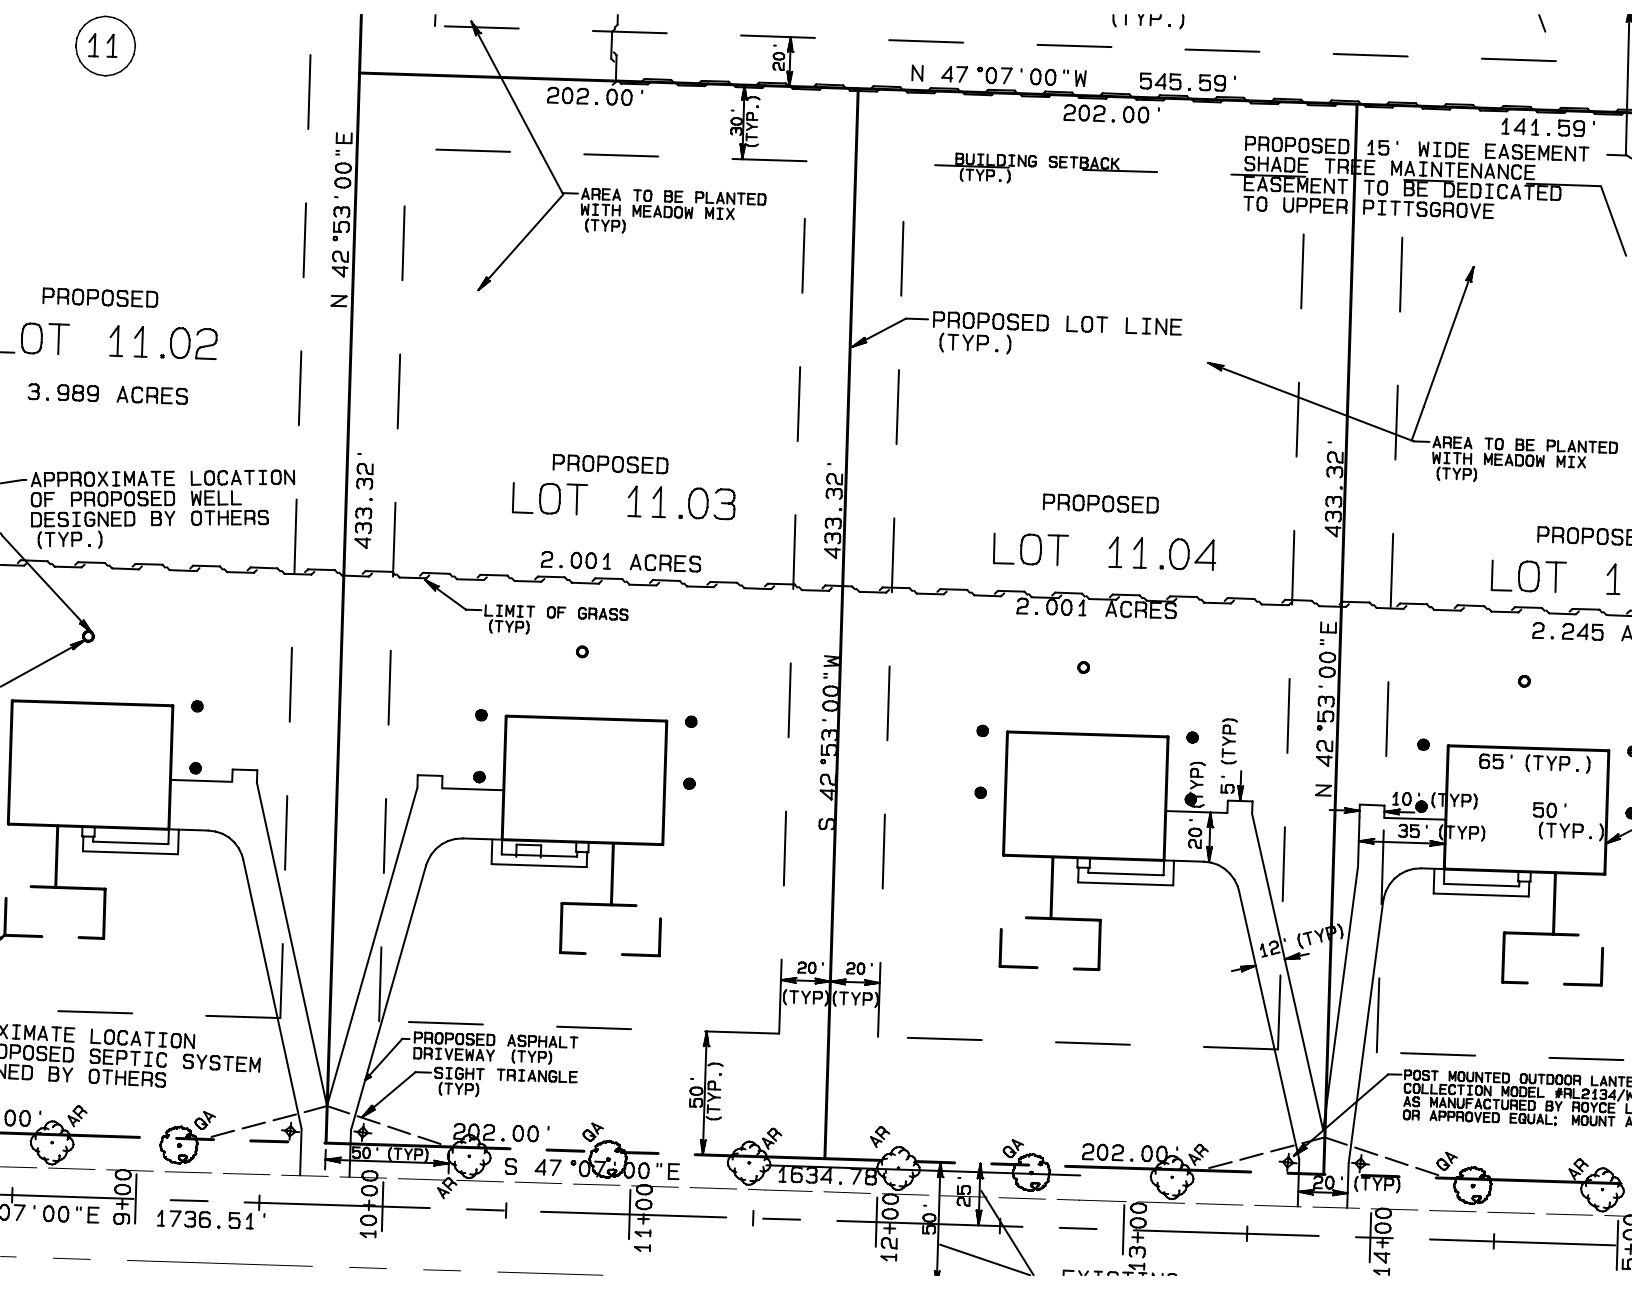 (TYP.)
11
20'
N 47°07'00"W 545.59'
202.00'
202.00'
141.59'
30'
(TYP.)
BUILDING SETBACK
(TYP.)
PROPOSED 15' WIDE EASEMENT
SHADE TREE MAINTENANCE
EASEMENT TO BE DEDICATED
TO UPPER PITTSGROVE
AREA TO BE PLANTED
WITH MEADOW MIX
(TYP)
N 42°53'00"E
PROPOSED
LOT 11.02
3.989 ACRES
PROPOSED LOT LINE
(TYP.)
AREA TO BE PLANTED
WITH MEADOW MIX
(TYP)
APPROXIMATE LOCATION
OF PROPOSED WELL
DESIGNED BY OTHERS
(TYP.)
433.32'
PROPOSED
LOT 11.03
2.001 ACRES
433.32'
PROPOSED
LOT 11.04
2.001 ACRES
433.32'
PROPOSE
LOT 1
2.245 A
LIMIT OF GRASS
(TYP)
S 42°53'00"W
N 42°53'00"E
5' (TYP)
20' (TYP)
65' (TYP.)
10' (TYP)
50'
(TYP.)
35' (TYP)
12' (TYP)
20' 20'
(TYP) (TYP)
XIMATE LOCATION
OPOSED SEPTIC SYSTEM
NED BY OTHERS
PROPOSED ASPHALT
DRIVEWAY (TYP)
SIGHT TRIANGLE
(TYP)
50'
(TYP.)
POST MOUNTED OUTDOOR LANTE
COLLECTION MODEL #RL2134/W
AS MANUFACTURED BY ROYCE L
OR APPROVED EQUAL; MOUNT A
00'
AR
QA
202.00'
50' (TYP)
AR
QA
S 47°07'00"E
1634.78'
AR
AR
QA
202.00'
AR
20' (TYP)
QA
AR
25'
50'
07'00"E
9+00
1736.51'
10+00
11+00
12+00
13+00
14+00
5+00
EXISTING